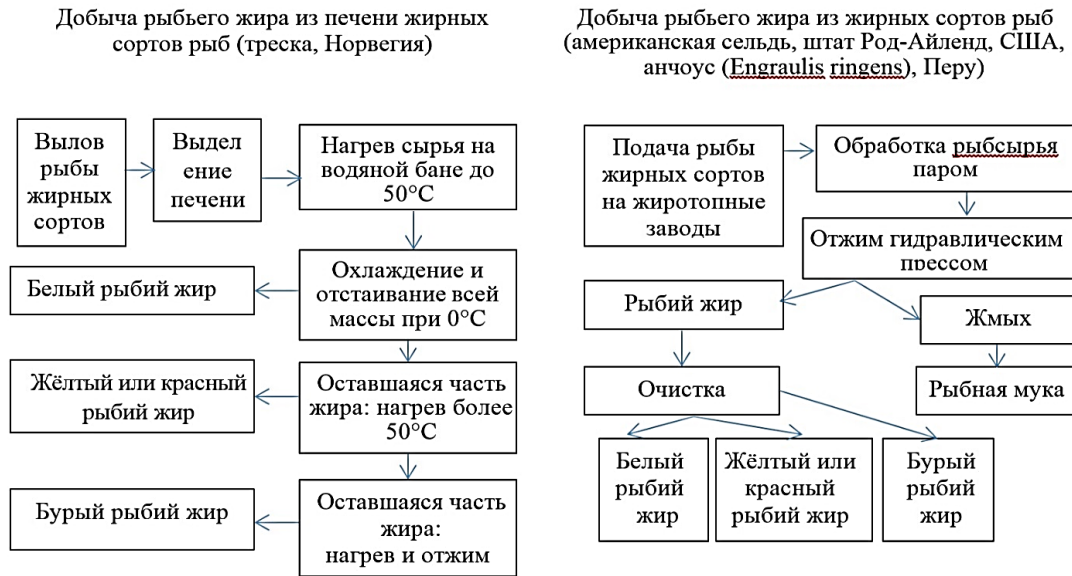 Добыча рыбьего жира из печени жирных
сортов рыб (треска, Норвегия)
Вылов
рыбы
жирных
сортов
Выдел
ение
печени
Нагрев сырья на
водяной бане до
50°С
Охлаждение и
отстаивание всей
массы при 0°С
Белый рыбий жир
Оставшаяся часть
жира: нагрев более
50°С
Жёлтый или красный
рыбий жир
Оставшаяся часть
жира:
нагрев и отжим
Бурый рыбий жир
Добыча рыбьего жира из жирных сортов рыб
(американская сельдь, штат Род-Айленд, США,
анчоус (Engraulis ringens), Перу)
Подача рыбы
жирных сортов
на жиротопные
заводы
Обработка рыбсырья
паром
Отжим гидравлическим
прессом
Рыбий жир
Жмых
Очистка
Рыбная мука
Белый
рыбий
жир
Жёлтый или
красный
рыбий жир
Бурый
рыбий
жир